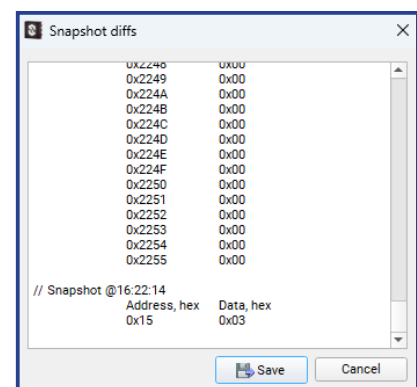 Snapshot diffs
0x2248 0x00
0x2249 0x00
0x224A 0x00
0x224B 0x00
0x224C 0x00
0x224D 0x00
0x224E 0x00
0x224F 0x00
0x2250 0x00
0x2251 0x00
0x2252 0x00
0x2253 0x00
0x2254 0x00
0x2255 0x00
// Snapshot @16:22:14
Address, hex Data, hex
0x15 0x03
Save Cancel